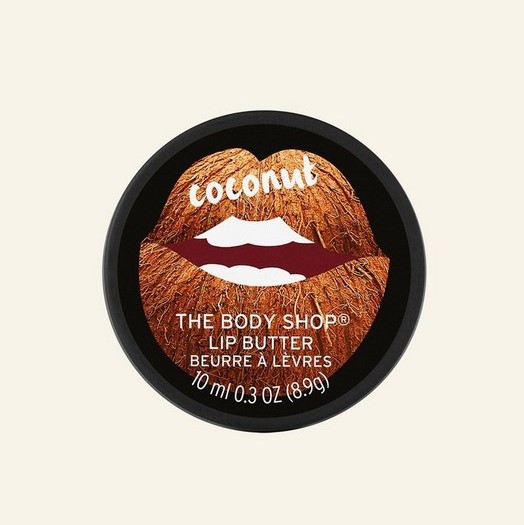 coconut
THE BODY SHOP®
LIP BUTTER
BEURRE À LÈVRES
10 ml 0.3 OZ (8.9g)